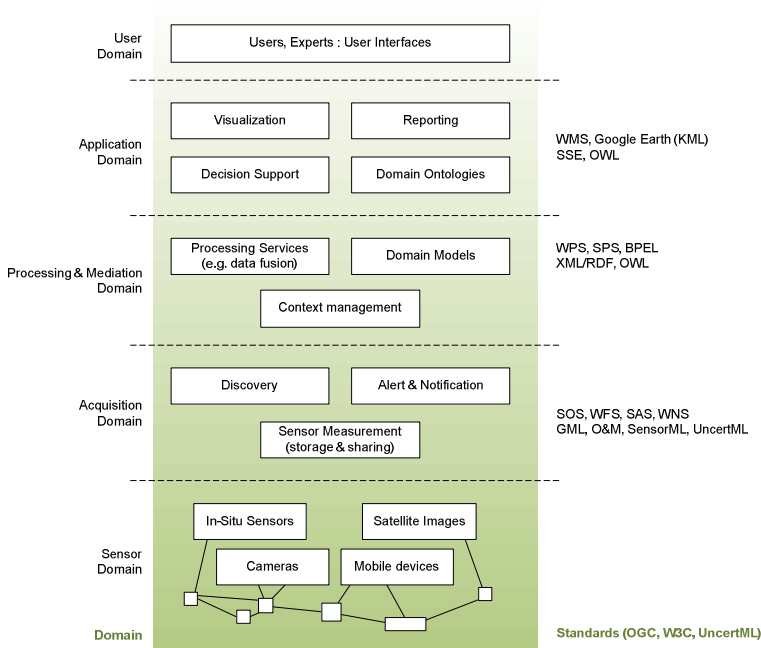 User
Domain
Users, Experts : User Interfaces
Application
Domain
Visualization
Reporting
Decision Support
Domain Ontologies
WMS, Google Earth (KML)
SSE, OWL
Processing & Mediation
Domain
Processing Services
(e.g. data fusion)
Domain Models
Context management
WPS, SPS, BPEL
XML/RDF, OWL
Acquisition
Domain
Discovery
Alert & Notification
Sensor Measurement
(storage & sharing)
SOS, WFS, SAS, WNS
GML, O&M, SensorML, UncertML
Sensor
Domain
In-Situ Sensors
Satellite Images
Cameras
Mobile devices
Domain
Standards (OGC, W3C, UncertML)